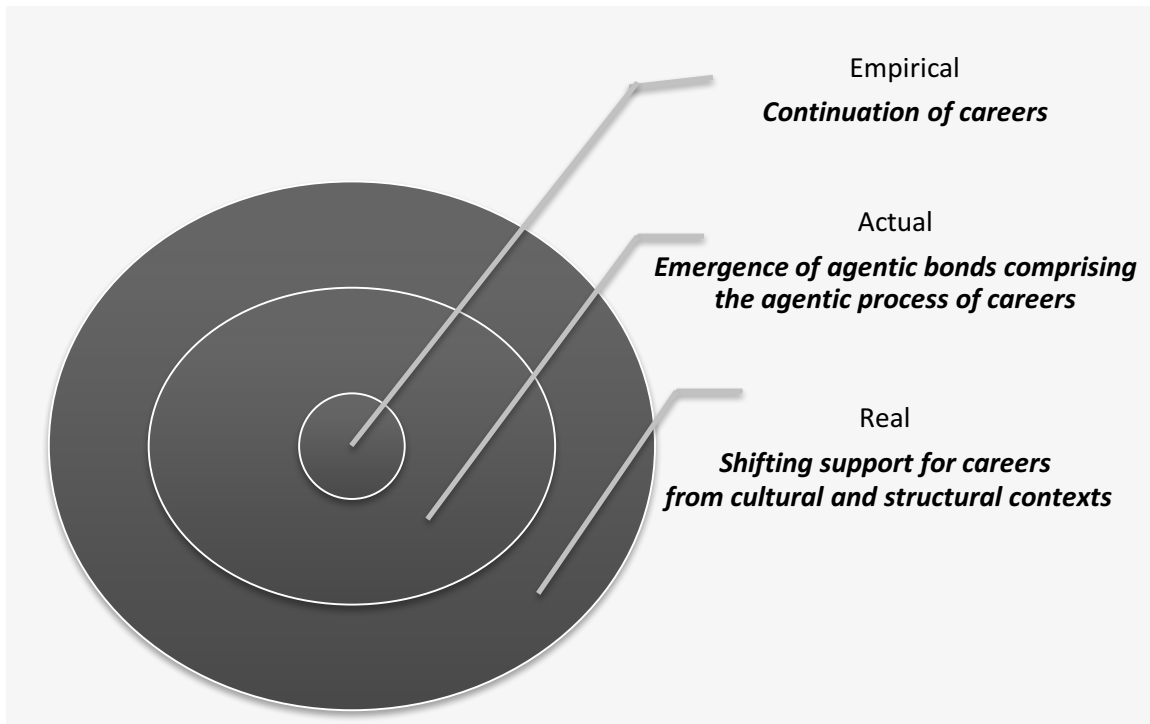 Empirical
Continuation of careers
Actual
Emergence of agentic bonds comprising
the agentic process of careers
Real
Shifting support for careers
from cultural and structural contexts